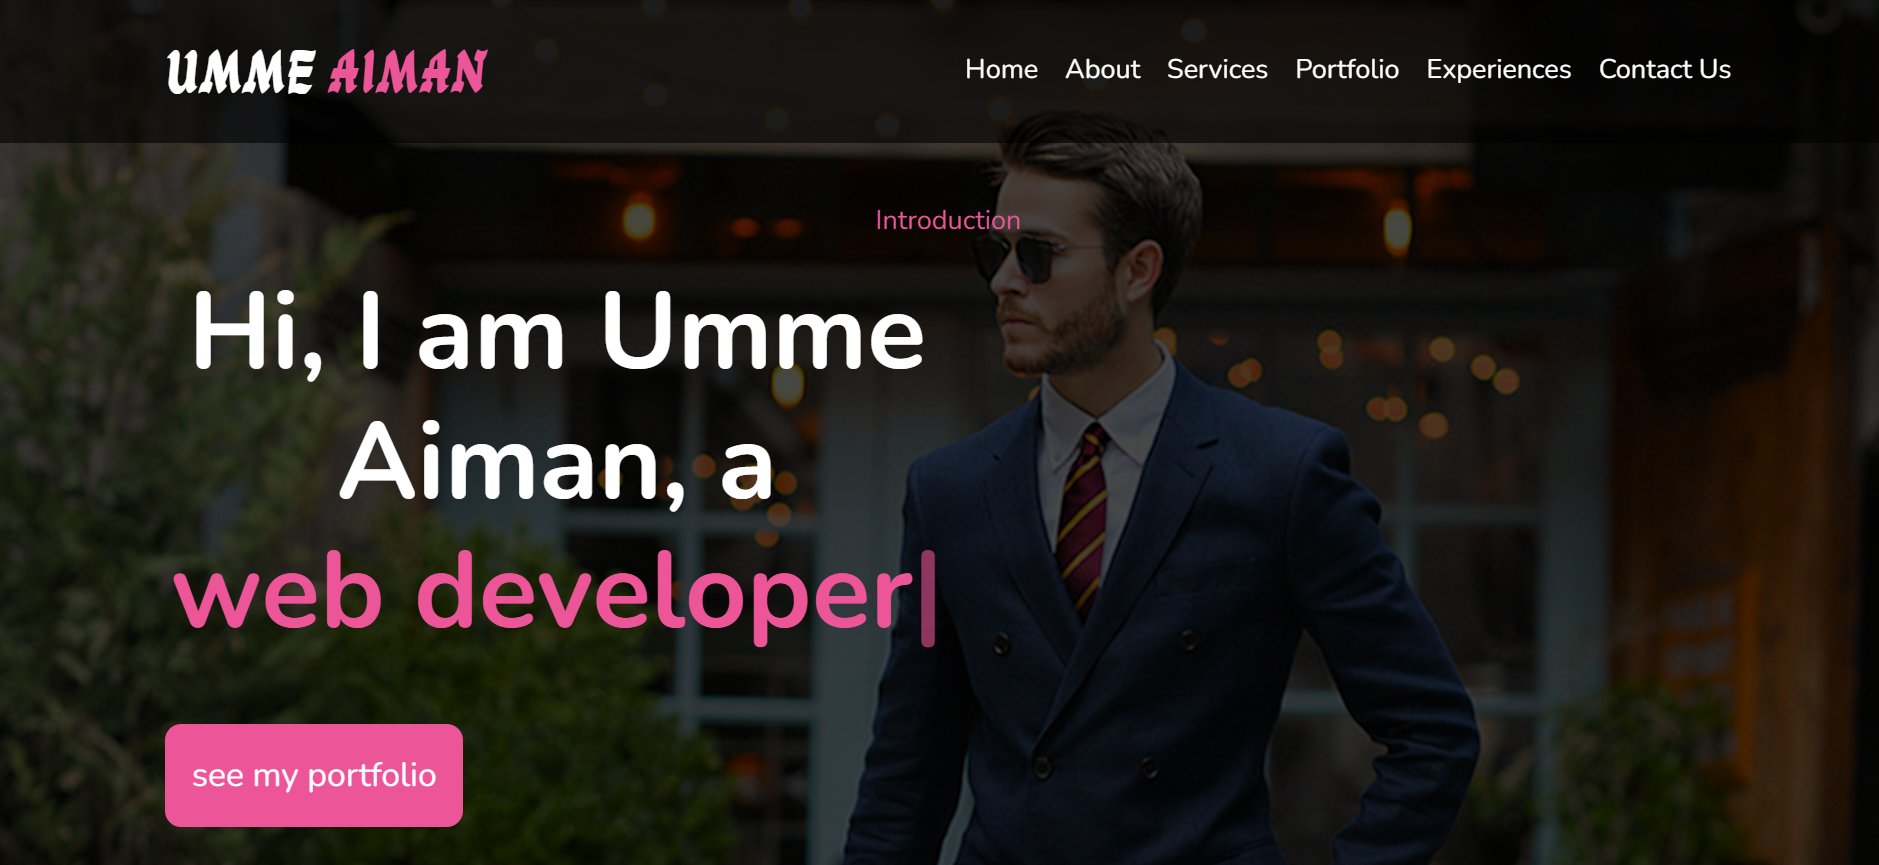 UMME AIMAN
Home About Services Portfolio Experiences Contact Us
Introduction
Hi, I am Umme
Aiman, a
web developer|
see my portfolio